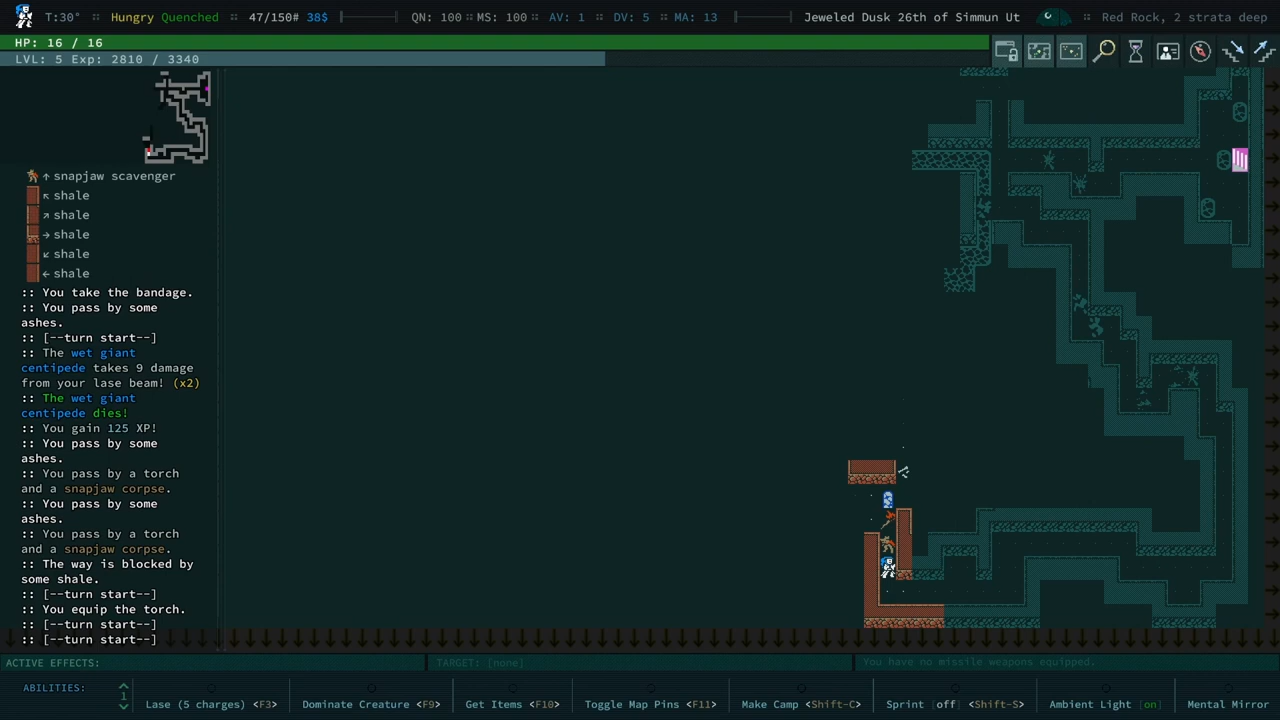 T:30° Hungry Quenched 47/150# 38$ QN: 100 MS: 100 AV: 1 DV: 5 MA: 13 Jeweled Dusk 26th of Simmun Ut Red Rock, 2 strata deep
HP: 16 / 16
LVL: 5 Exp: 2810 / 3340
↑ snapjaw scavenger
↖ shale
↗ shale
→ shale
↙ shale
← shale
:: You take the bandage.
:: You pass by some
ashes.
:: [--turn start--]
:: The wet giant
centipede takes 9 damage
from your lase beam! (x2)
:: The wet giant
centipede dies!
:: You gain 125 XP!
:: You pass by some
ashes.
:: You pass by a torch
and a snapjaw corpse.
:: You pass by some
ashes.
:: You pass by a torch
and a snapjaw corpse.
:: The way is blocked by
some shale.
:: [--turn start--]
:: You equip the torch.
:: [--turn start--]
:: [--turn start--]
ACTIVE EFFECTS: TARGET: [none] You have no missile weapons equipped.
ABILITIES: 1 Lase (5 charges) <F3> Dominate Creature <F9> Get Items <F10> Toggle Map Pins <F11> Make Camp <Shift-C> Sprint [off] <Shift-S> Ambient Light [on] Mental Mirror